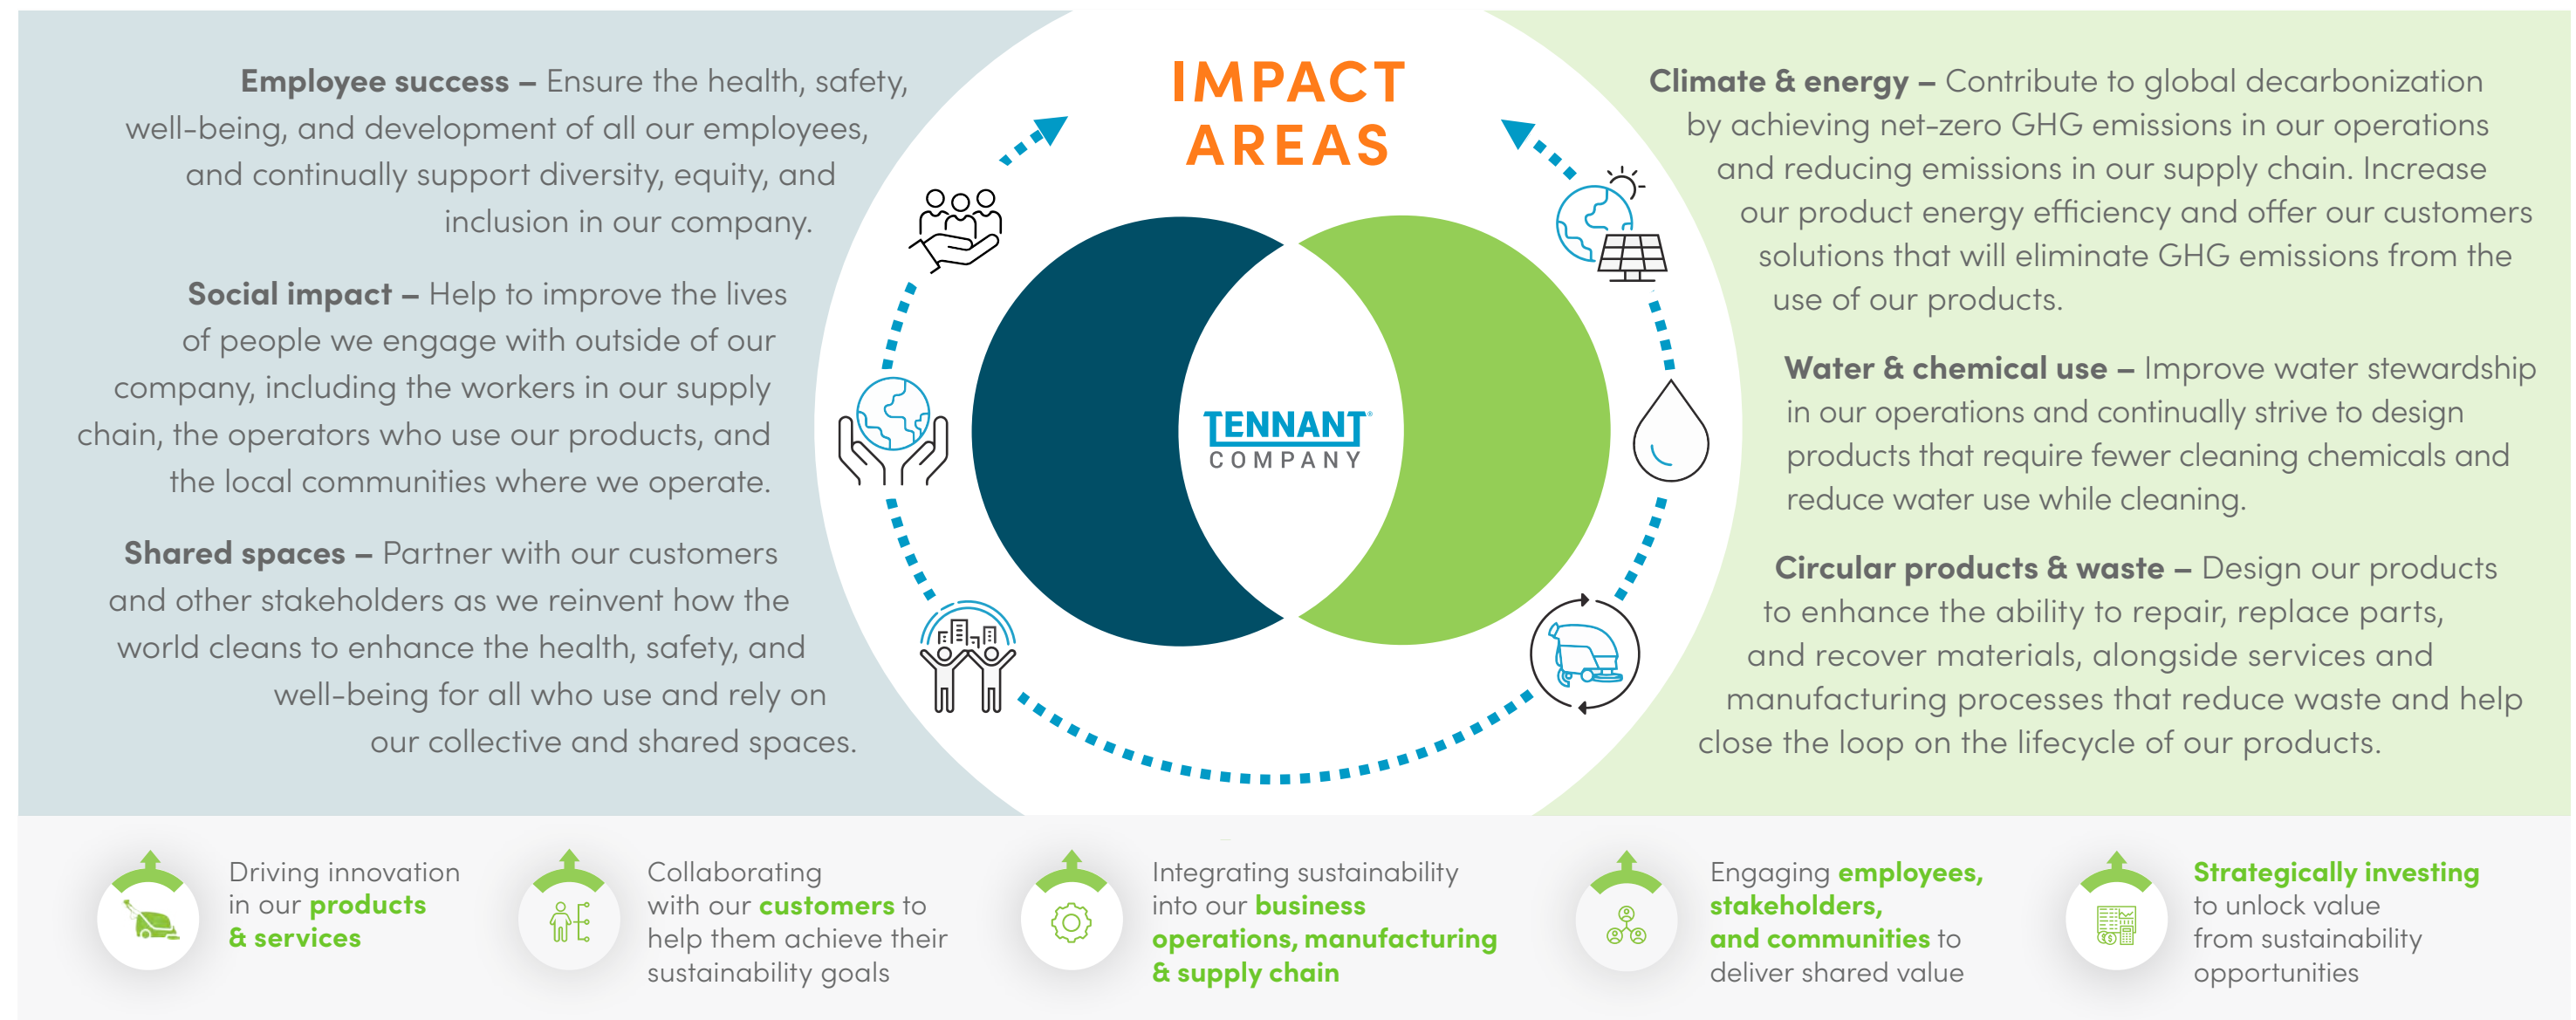 IMPACT
AREAS
Employee success – Ensure the health, safety,
well-being, and development of all our employees,
and continually support diversity, equity, and
inclusion in our company.
Social impact – Help to improve the lives
of people we engage with outside of our
company, including the workers in our supply
chain, the operators who use our products, and
the local communities where we operate.
Shared spaces – Partner with our customers
and other stakeholders as we reinvent how the
world cleans to enhance the health, safety, and
well-being for all who use and rely on
our collective and shared spaces.
TENNANT®
COMPANY
Climate & energy – Contribute to global decarbonization
by achieving net-zero GHG emissions in our operations
and reducing emissions in our supply chain. Increase
our product energy efficiency and offer our customers
solutions that will eliminate GHG emissions from the
use of our products.
Water & chemical use – Improve water stewardship
in our operations and continually strive to design
products that require fewer cleaning chemicals and
reduce water use while cleaning.
Circular products & waste – Design our products
to enhance the ability to repair, replace parts,
and recover materials, alongside services and
manufacturing processes that reduce waste and help
close the loop on the lifecycle of our products.
Driving innovation
in our products
& services
Collaborating
with our customers to
help them achieve their
sustainability goals
Integrating sustainability
into our business
operations, manufacturing
& supply chain
Engaging employees,
stakeholders,
and communities to
deliver shared value
Strategically investing
to unlock value
from sustainability
opportunities